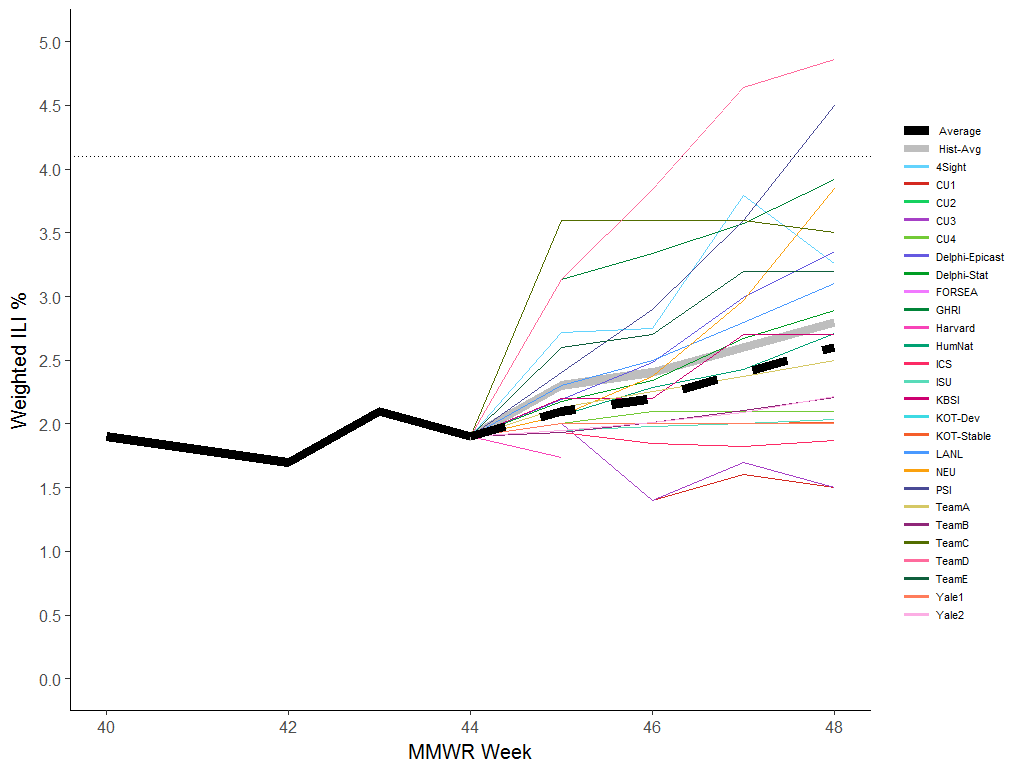 5.0
4.5
4.0
3.5
3.0
2.5
2.0
1.5
1.0
0.5
0.0
Weighted ILI %
40 42 44 46 48
MMWR Week
Average
Hist-Avg
4Sight
CU1
CU2
CU3
CU4
Delphi-Epicast
Delphi-Stat
FORSEA
GHRI
Harvard
HumNat
ICS
ISU
KBSI
KOT-Dev
KOT-Stable
LANL
NEU
PSI
TeamA
TeamB
TeamC
TeamD
TeamE
Yale1
Yale2